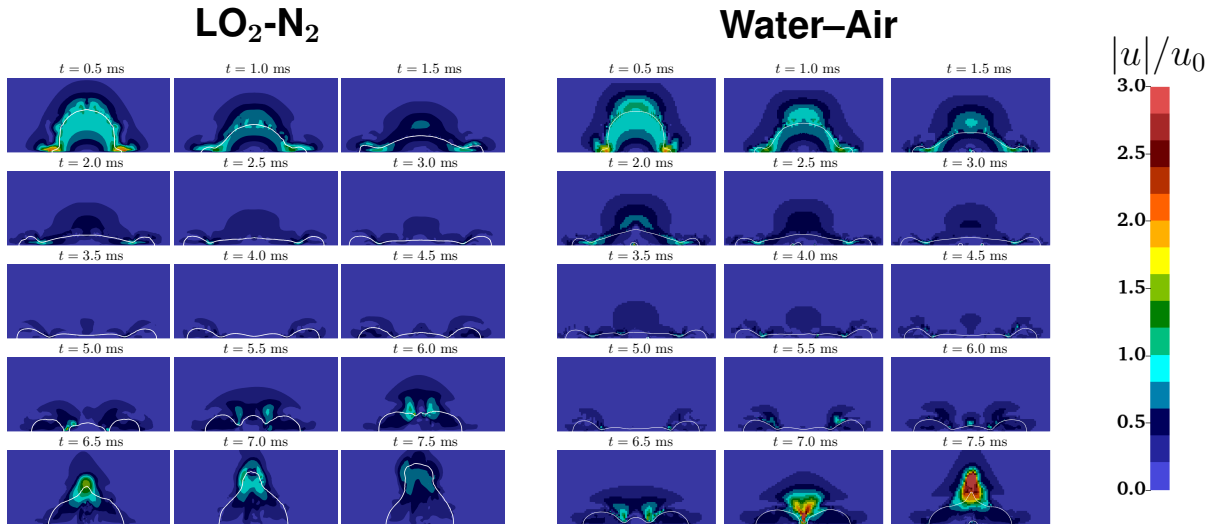 LO₂-N₂ Water–Air
|u|/u₀
t = 0.5 ms t = 1.0 ms t = 1.5 ms t = 0.5 ms t = 1.0 ms t = 1.5 ms
3.0
t = 2.0 ms t = 2.5 ms t = 3.0 ms t = 2.0 ms t = 2.5 ms t = 3.0 ms
2.5
2.0
t = 3.5 ms t = 4.0 ms t = 4.5 ms t = 3.5 ms t = 4.0 ms t = 4.5 ms
1.5
t = 5.0 ms t = 5.5 ms t = 6.0 ms t = 5.0 ms t = 5.5 ms t = 6.0 ms
1.0
0.5
t = 6.5 ms t = 7.0 ms t = 7.5 ms t = 6.5 ms t = 7.0 ms t = 7.5 ms
0.0